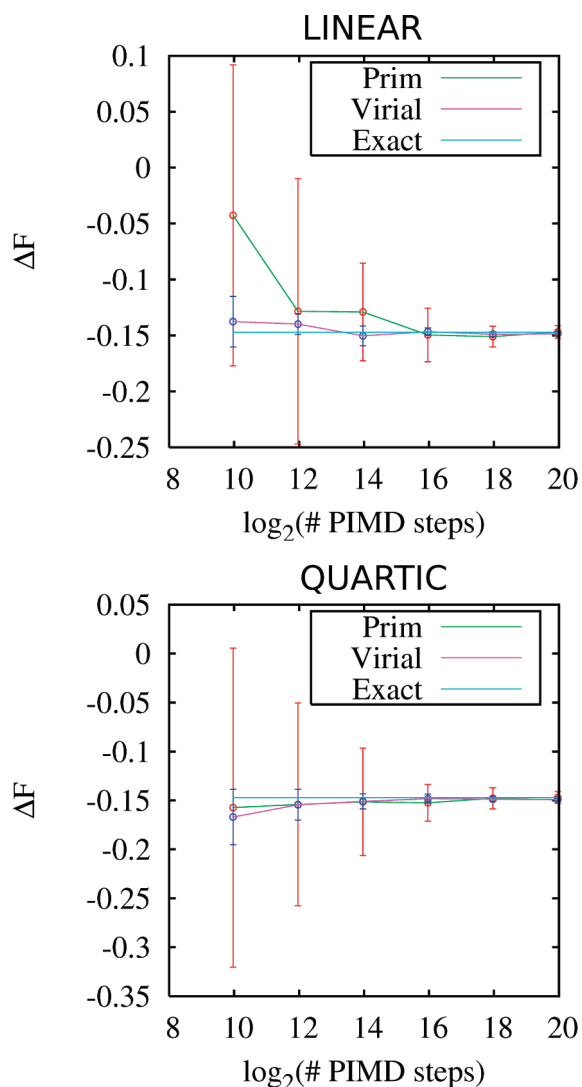 LINEAR
0.1
0.05
0
-0.05
-0.1
-0.15
-0.2
-0.25
ΔF
Prim
Virial
Exact
8 10 12 14 16 18 20
log₂(# PIMD steps)
QUARTIC
0.05
0
-0.05
-0.1
-0.15
-0.2
-0.25
-0.3
-0.35
ΔF
Prim
Virial
Exact
8 10 12 14 16 18 20
log₂(# PIMD steps)